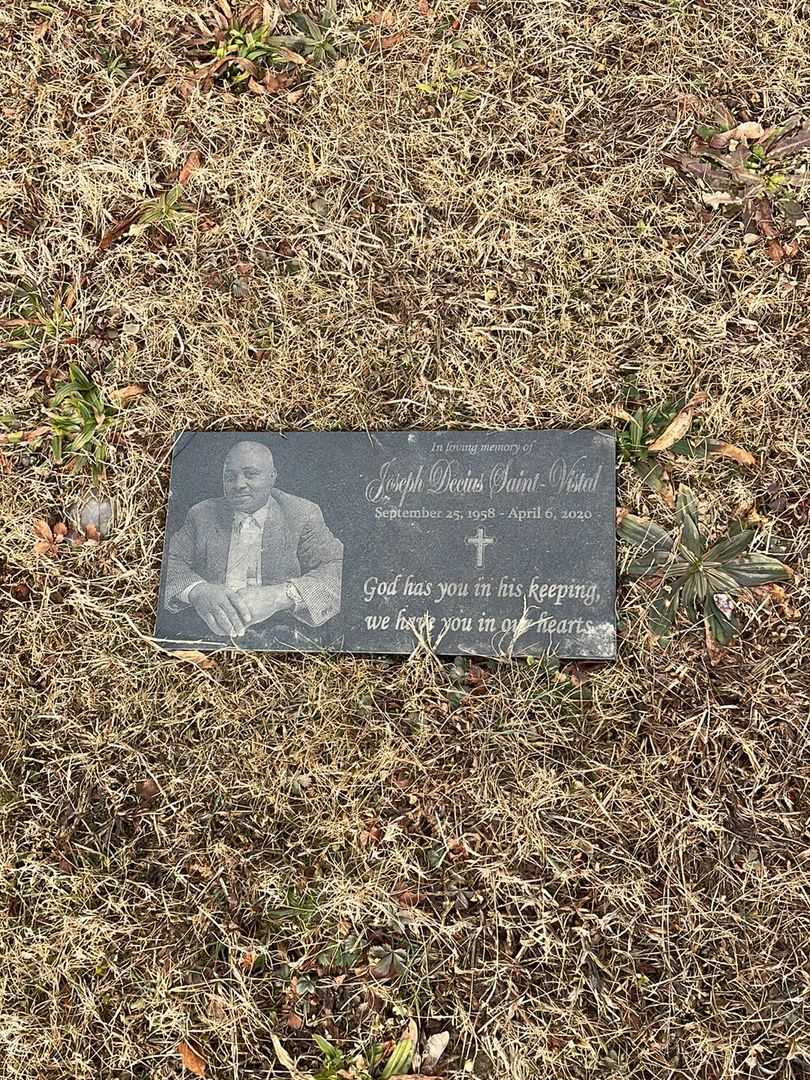 In loving memory of
Joseph Decius Saint-Vistal
September 25, 1958 - April 6, 2020
God has you in his keeping,
we have you in our hearts.